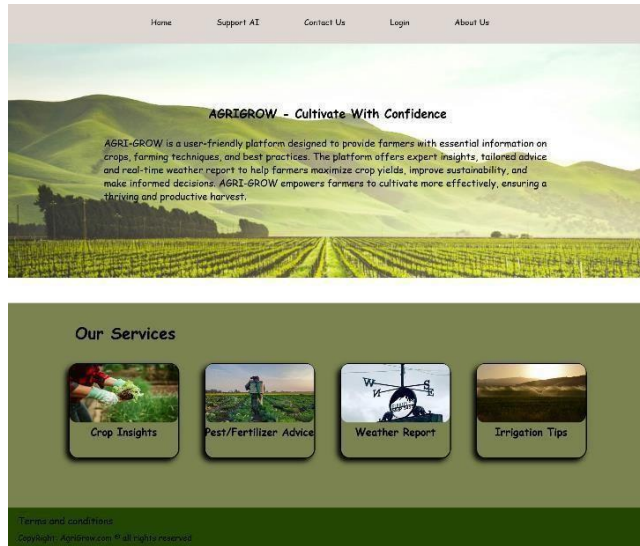 Home Support AI Contact Us Login About Us
AGRIGROW - Cultivate With Confidence
AGRI-GROW is a user-friendly platform designed to provide farmers with essential information on
crops, farming techniques, and best practices. The platform offers expert insights, tailored advice
and real-time weather report to help farmers maximize crop yields, improve sustainability, and
make informed decisions. AGRI-GROW empowers farmers to cultivate more effectively, ensuring a
thriving and productive harvest.
Our Services
W S
N E
Crop Insights Pest/Fertilizer Advice Weather Report Irrigation Tips
Terms and conditions
CopyRight: AgriGrow.com © all rights reserved